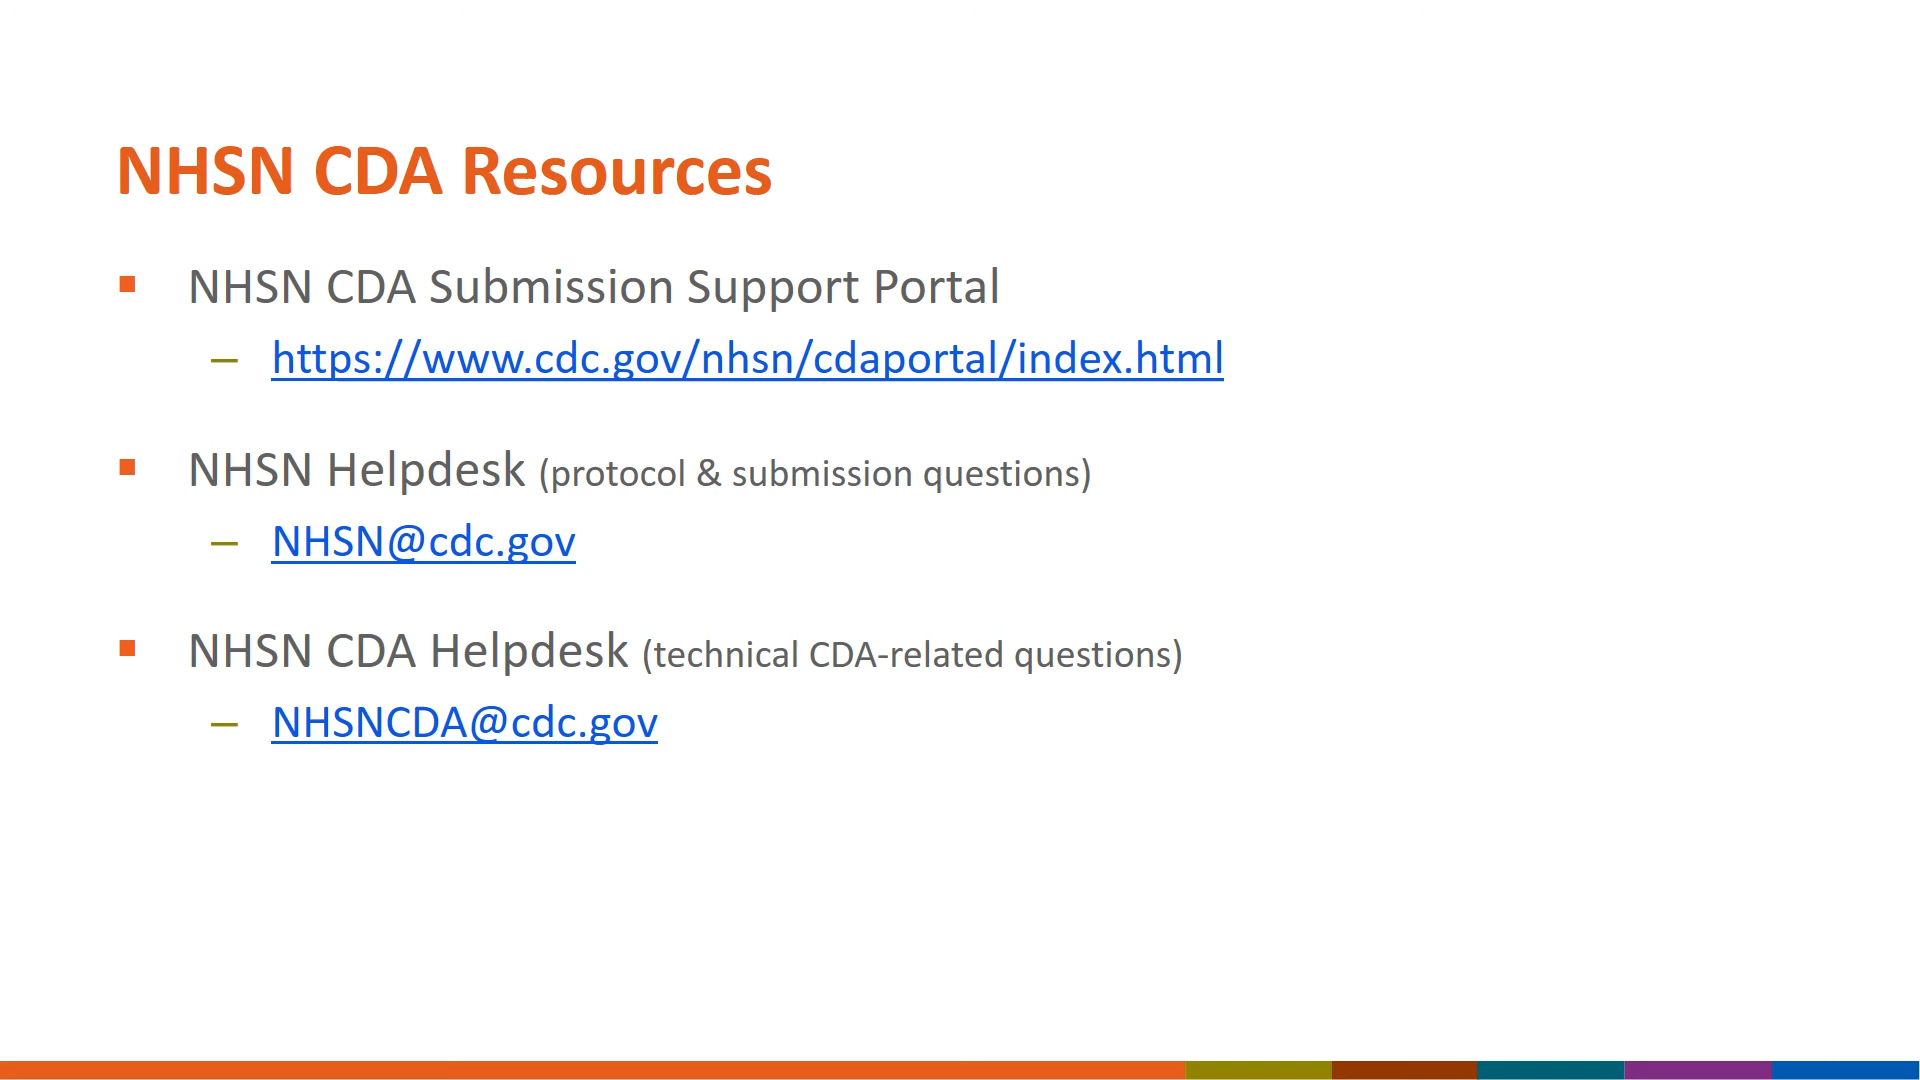 NHSN CDA Resources
▪ NHSN CDA Submission Support Portal
– https://www.cdc.gov/nhsn/cdaportal/index.html
▪ NHSN Helpdesk (protocol & submission questions)
– NHSN@cdc.gov
▪ NHSN CDA Helpdesk (technical CDA-related questions)
– NHSNCDA@cdc.gov